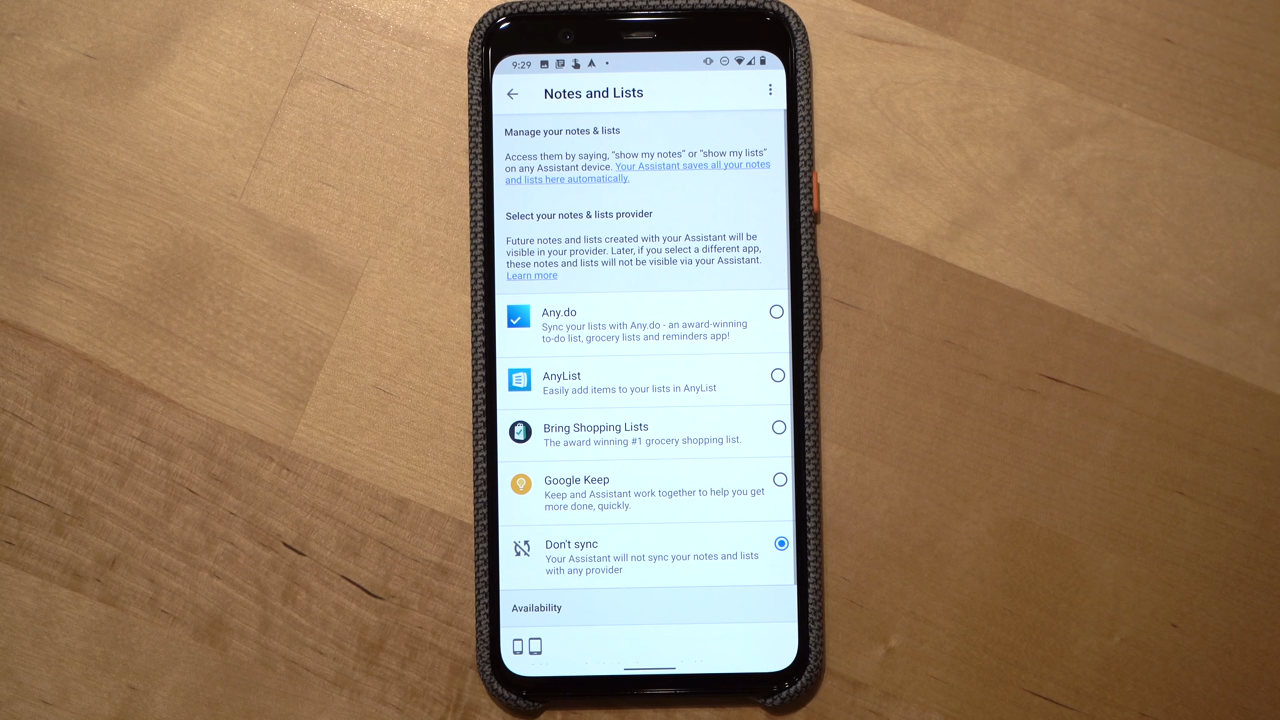 9:29
Notes and Lists
Manage your notes & lists
Access them by saying, “show my notes” or “show my lists”
on any Assistant device. Your Assistant saves all your notes
and lists here automatically.
Select your notes & lists provider
Future notes and lists created with your Assistant will be
visible in your provider. Later, if you select a different app,
these notes and lists will not be visible via your Assistant.
Learn more
Any.do
Sync your lists with Any.do - an award-winning
to-do list, grocery lists and reminders app!
AnyList
Easily add items to your lists in AnyList
Bring Shopping Lists
The award winning #1 grocery shopping list.
Google Keep
Keep and Assistant work together to help you get
more done, quickly.
Don't sync
Your Assistant will not sync your notes and lists
with any provider
Availability